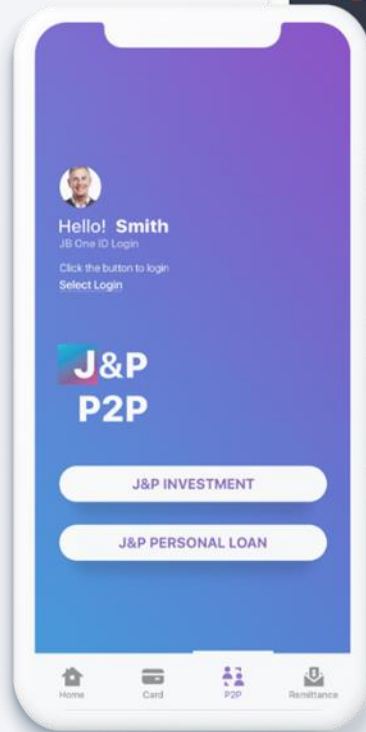 Hello! Smith
JB One ID Login
Click the button to login
Select Login
J&P
P2P
J&P INVESTMENT
J&P PERSONAL LOAN
Home
Card
P2P
Remittance